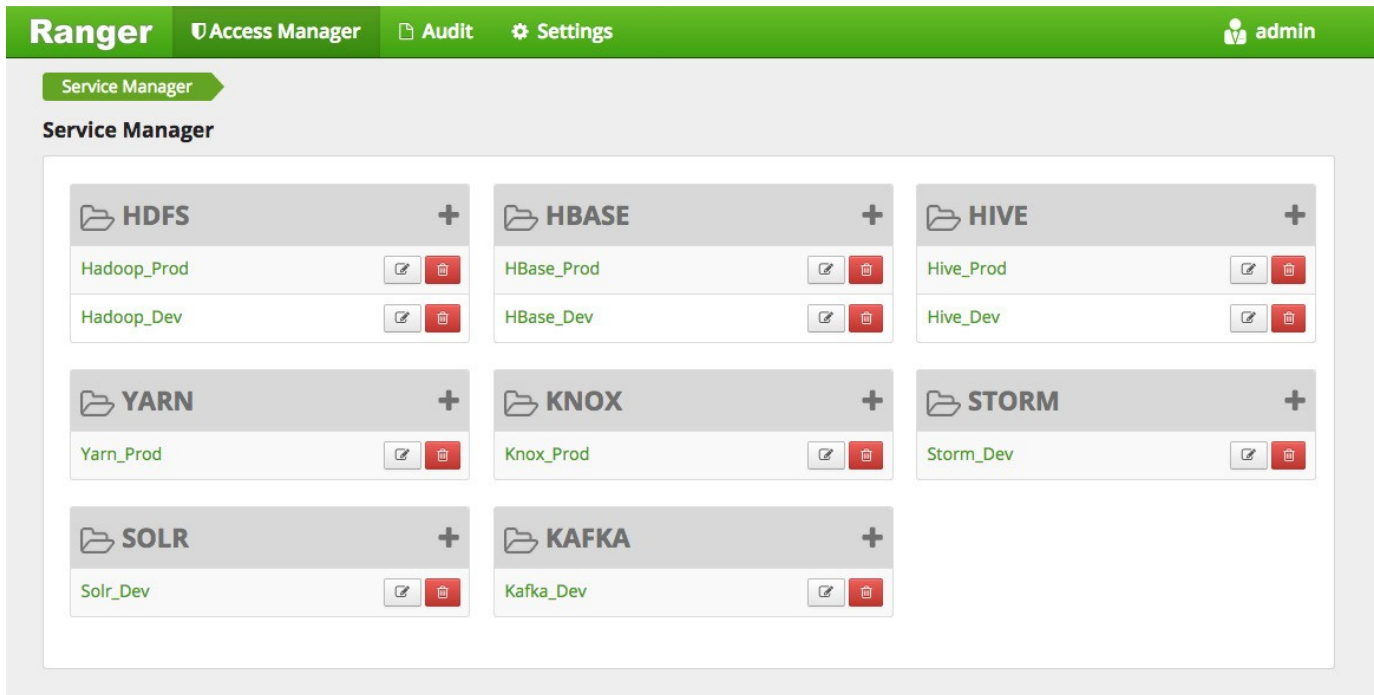 Ranger Access Manager Audit Settings admin
Service Manager
Service Manager
HDFS HBASE HIVE
Hadoop_Prod HBase_Prod Hive_Prod
Hadoop_Dev HBase_Dev Hive_Dev
YARN KNOX STORM
Yarn_Prod Knox_Prod Storm_Dev
SOLR KAFKA
Solr_Dev Kafka_Dev